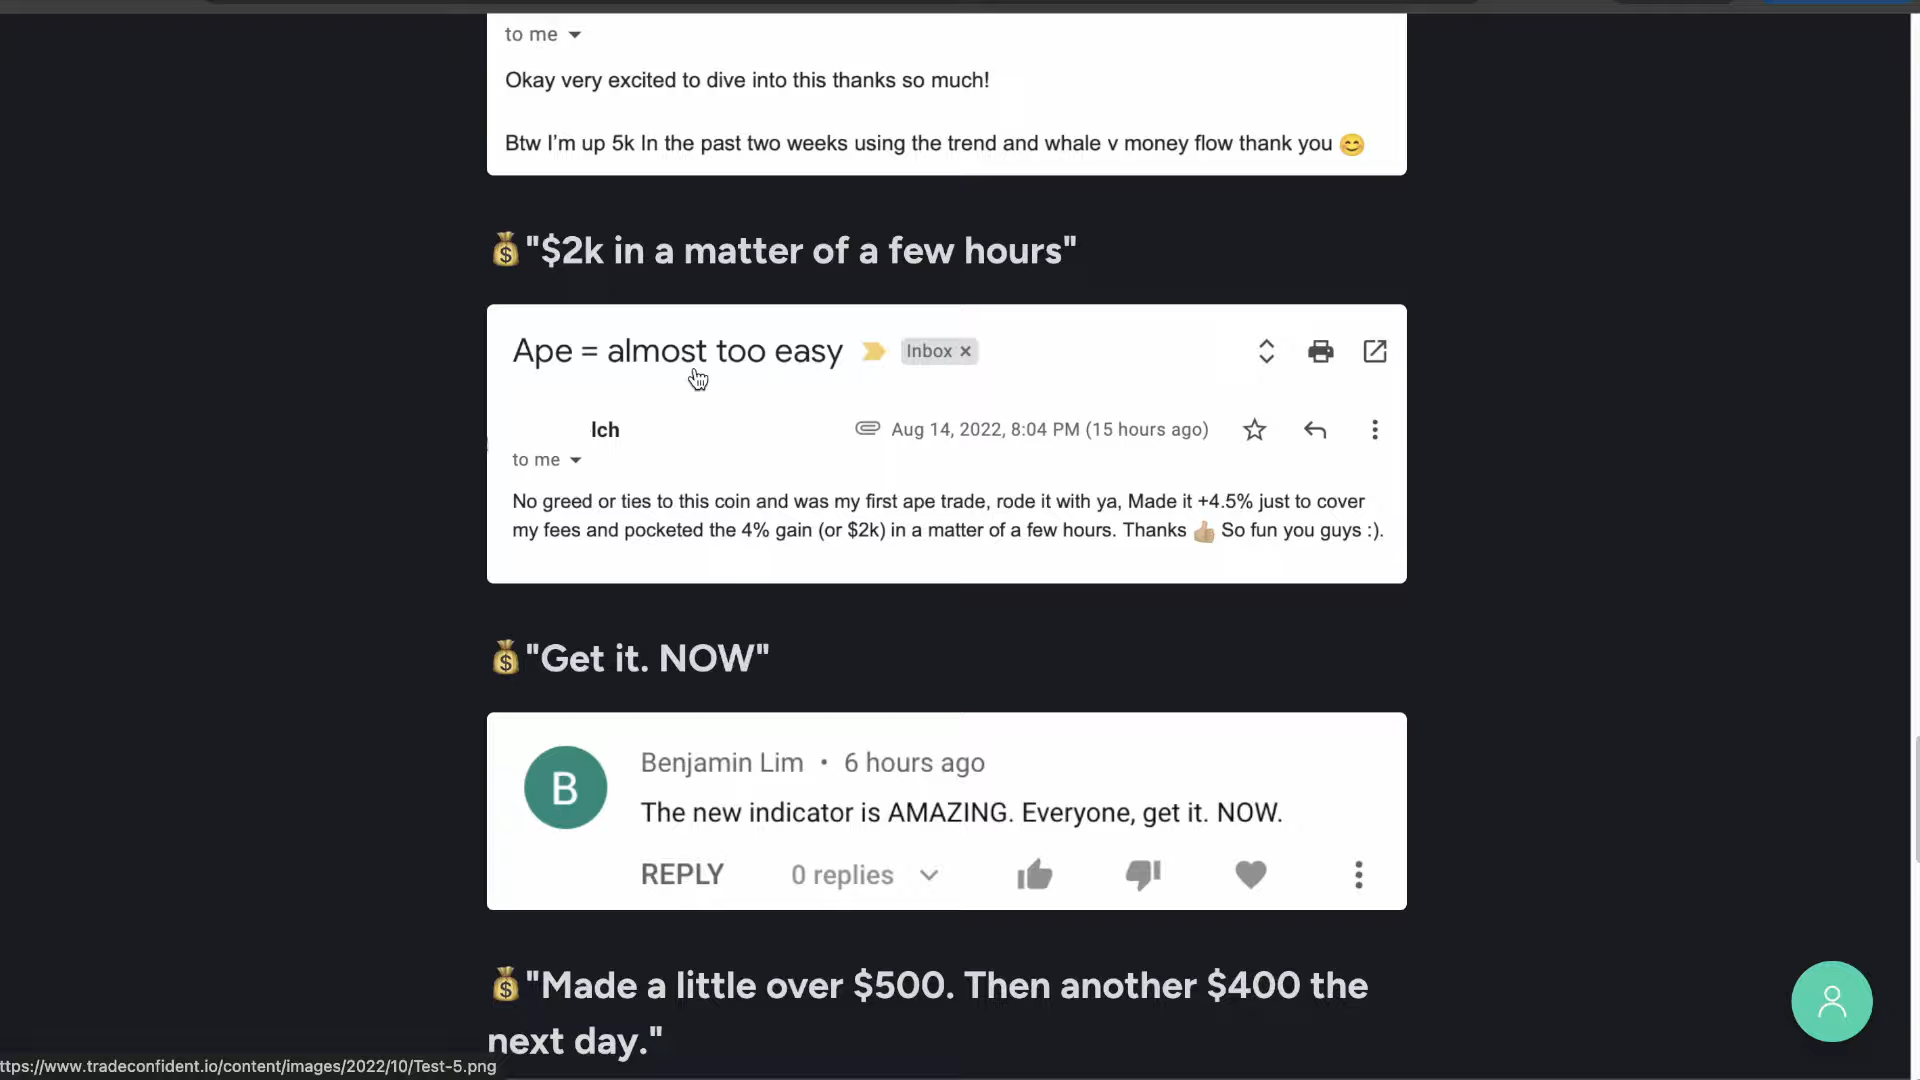 to me
Okay very excited to dive into this thanks so much!
Btw I'm up 5k In the past two weeks using the trend and whale v money flow thank you 😊
💰"$2k in a matter of a few hours"
Ape = almost too easy Inbox ×
lch Aug 14, 2022, 8:04 PM (15 hours ago)
to me
No greed or ties to this coin and was my first ape trade, rode it with ya, Made it +4.5% just to cover
my fees and pocketed the 4% gain (or $2k) in a matter of a few hours. Thanks 👍🏼 So fun you guys :).
💰"Get it. NOW"
B
Benjamin Lim • 6 hours ago
The new indicator is AMAZING. Everyone, get it. NOW.
REPLY 0 replies
💰"Made a little over $500. Then another $400 the
next day."
ttps://www.tradeconfident.io/content/images/2022/10/Test-5.png